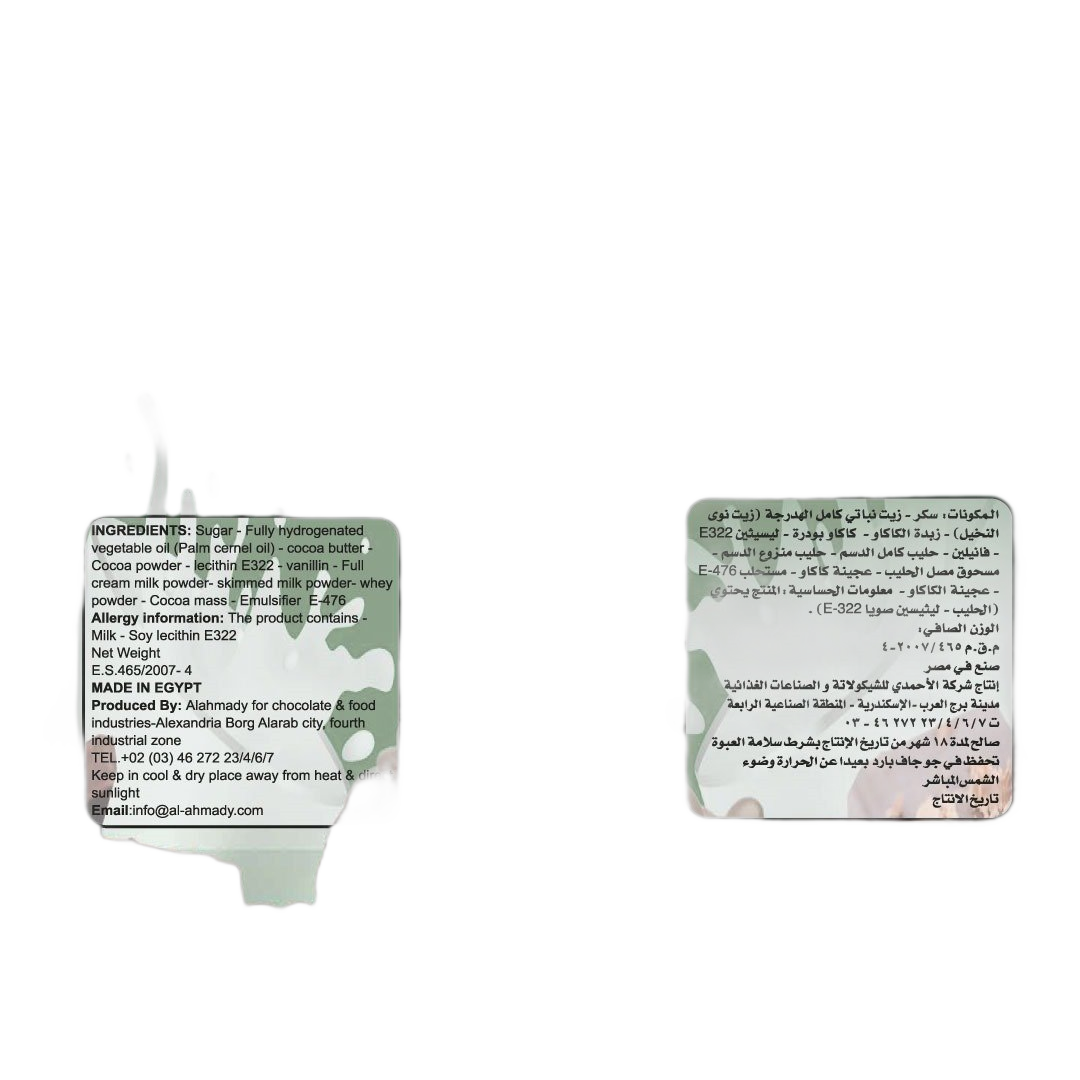 INGREDIENTS: Sugar - Fully hydrogenated
vegetable oil (Palm cernel oil) - cocoa butter -
Cocoa powder - lecithin E322 - vanillin - Full
cream milk powder- skimmed milk powder- whey
powder - Cocoa mass - Emulsifier E-476
Allergy information: The product contains -
Milk - Soy lecithin E322
Net Weight
E.S.465/2007- 4
MADE IN EGYPT
Produced By: Alahmady for chocolate & food
industries-Alexandria Borg Alarab city, fourth
industrial zone
TEL.+02 (03) 46 272 23/4/6/7
Keep in cool & dry place away from heat & direct
sunlight
Email:info@al-ahmady.com
المكونات: سكر - زيت نباتي كامل الهدرجة (زيت نوى
النخيل) - زبدة الكاكاو - كاكاو بودرة - ليسيثين E322
- فانيلين - حليب كامل الدسم - حليب منزوع الدسم -
مسحوق مصل الحليب - عجينة كاكاو - مستحلب E-476
- عجينة الكاكاو - معلومات الحساسية : المنتج يحتوي
(الحليب - ليثيسين صويا E-322) .
الوزن الصافي:
م.ق.م ٤٦٥ /٢٠٠٧-٤
صنع في مصر
إنتاج شركة الأحمدي للشيكولاتة و الصناعات الغذائية
مدينة برج العرب -الإسكندرية - المنطقة الصناعية الرابعة
ت ٧ / ٦ / ٤ / ٢٣ ٢٧٢ ٤٦ - ٠٣
صالح لمدة ١٨ شهر من تاريخ الإنتاج بشرط سلامة العبوة
تحفظ في جو جاف بارد بعيدا عن الحرارة وضوء
الشمس المباشر
تاريخ الانتاج